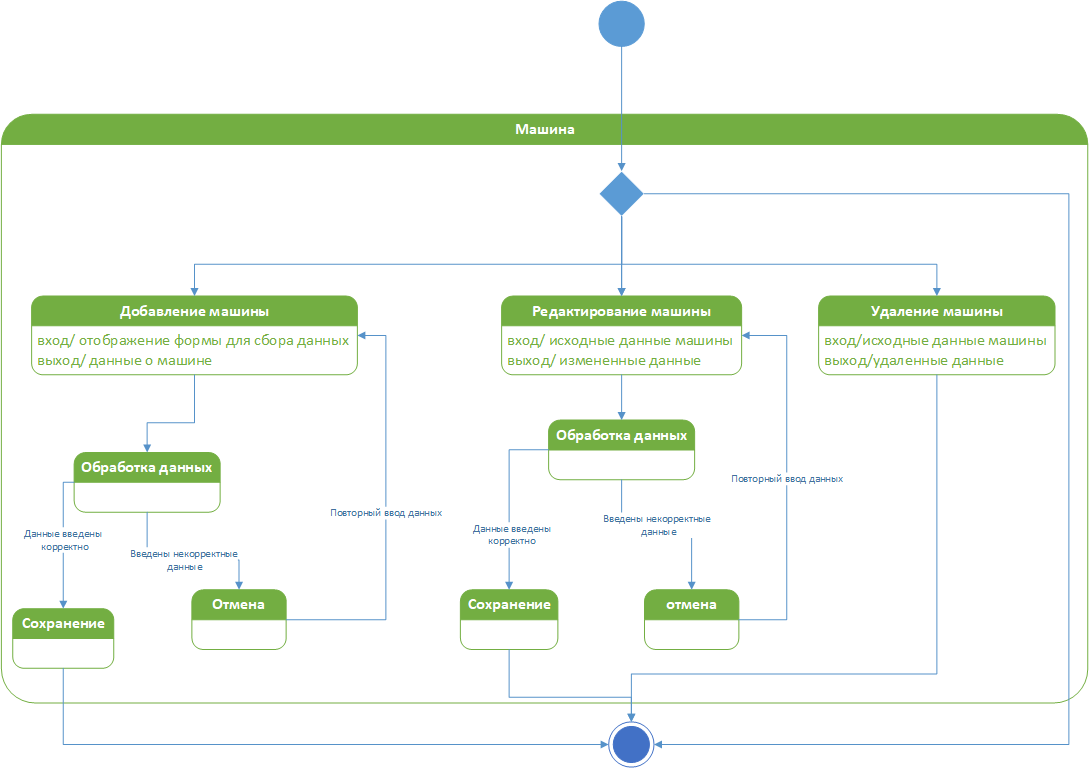 Машина
Добавление машины
вход/ отображение формы для сбора данных
выход/ данные о машине
Редактирование машины
вход/ исходные данные машины
выход/ измененные данные
Удаление машины
вход/исходные данные машины
выход/удаленные данные
Обработка данных
Обработка данных
Данные введены
корректно
Введены некорректные
данные
Повторный ввод данных
Данные введены
корректно
Введены некорректные
данные
Повторный ввод данных
Сохранение
Отмена
Сохранение
отмена